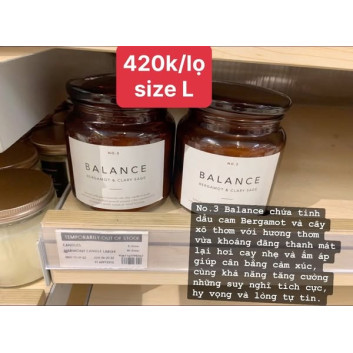 420k/lọ
size L
NO.3
BALANCE
BERGAMOT & CLARY SAGE
NO.3
BALANCE
BERGAMOT & CLARY SAGE
TEMPORARILY OUT OF STOCK
No.3 Balance chứa tinh
dầu cam Bergamot và cây
xô thơm với hương thơm
vừa khoáng đãng thanh mát
lại hơi cay nhẹ và ấm áp
giúp cân bằng cảm xúc,
cùng khả năng tăng cường
những suy nghĩ tích cực,
hy vọng và lòng tự tin.